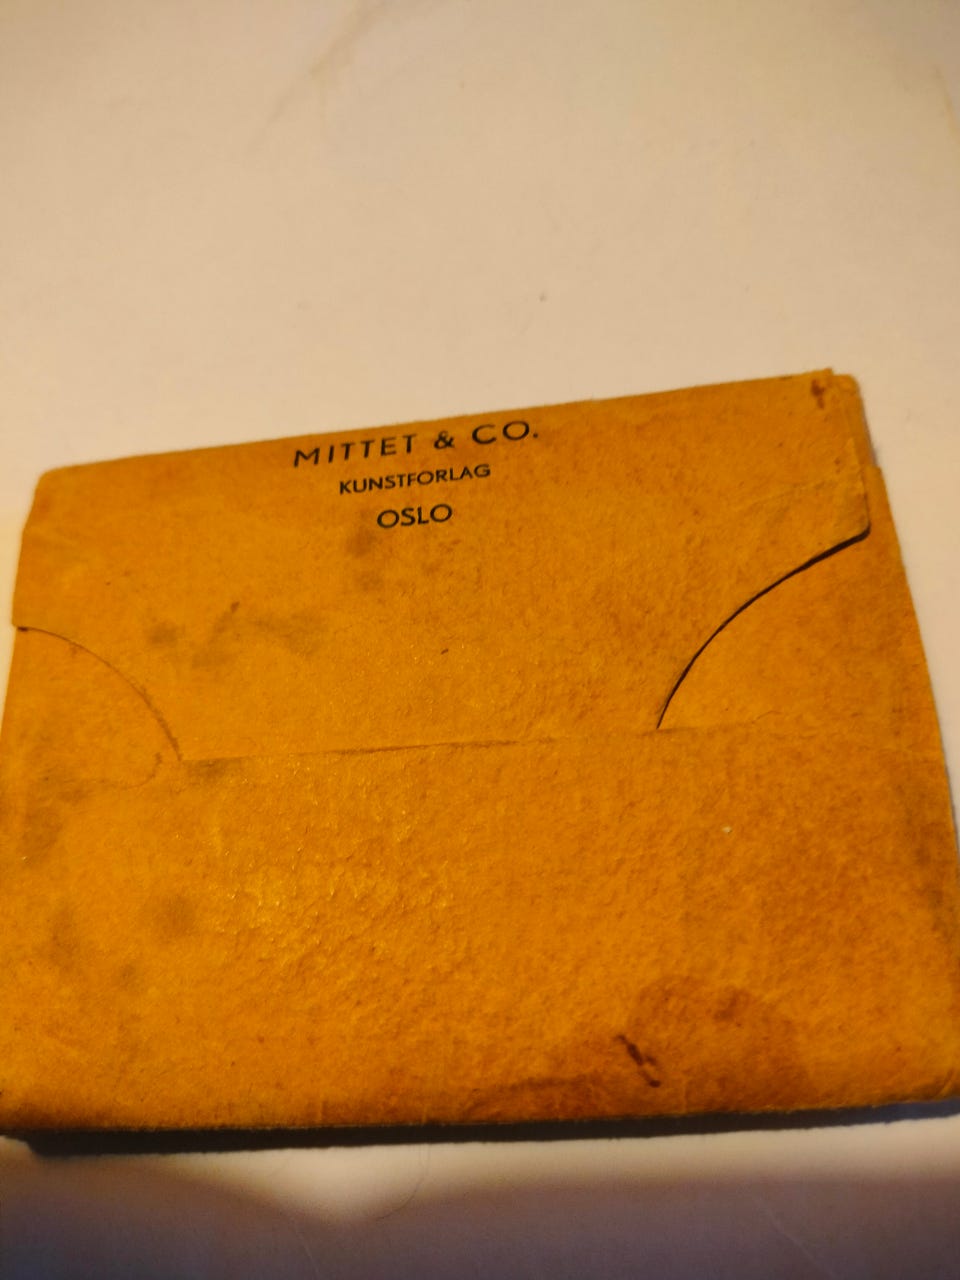 MITTET & CO.
KUNSTFORLAG
OSLO